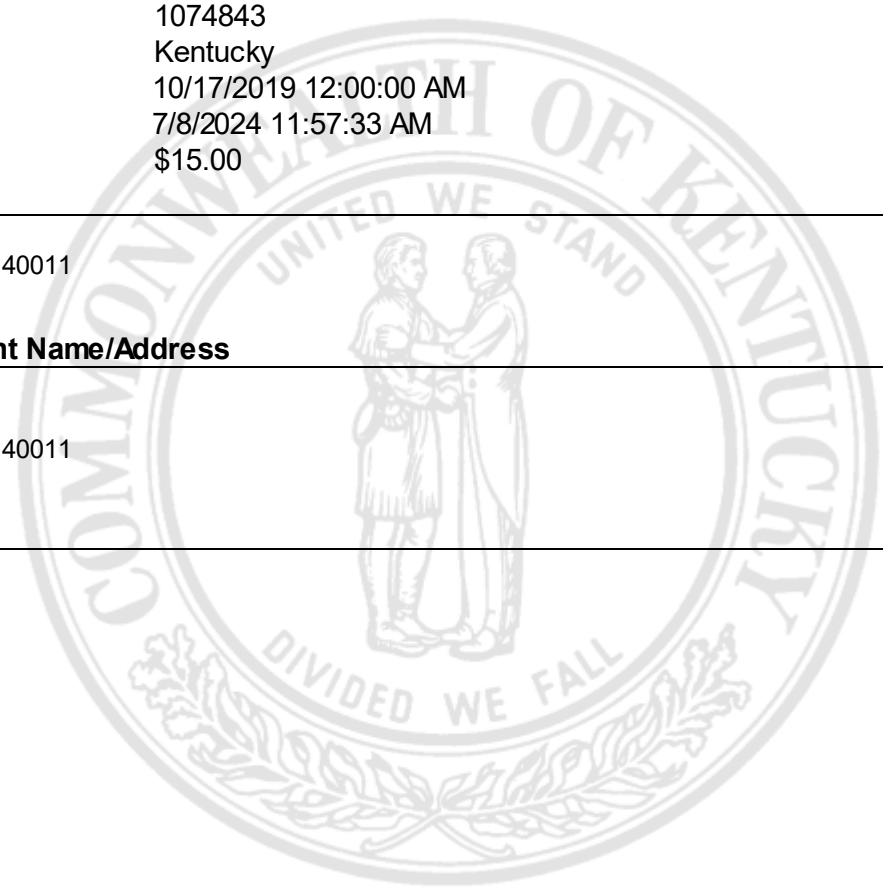 1074843
Kentucky
10/17/2019 12:00:00 AM
7/8/2024 11:57:33 AM
$15.00
40011
nt Name/Address
40011
COMMONWEALTH OF KENTUCKY
UNITED WE STAND
DIVIDED WE FALL